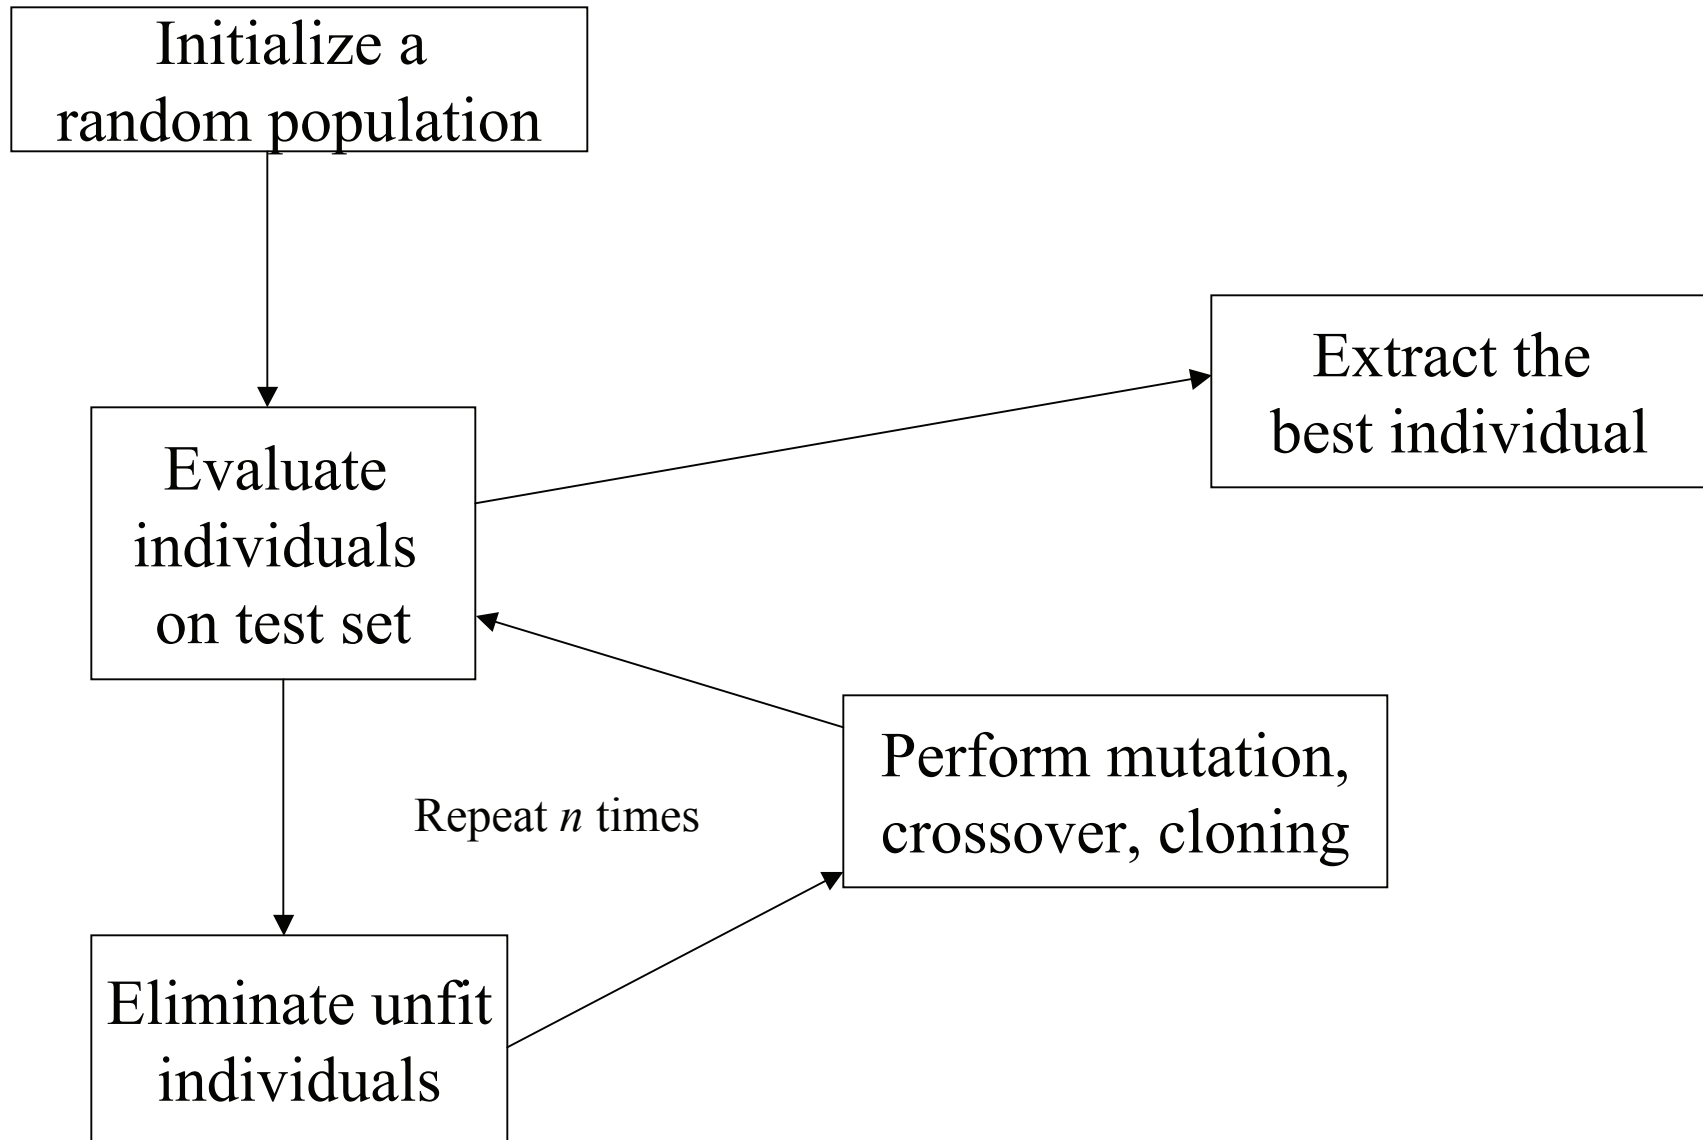 Initialize a
random population
Extract the
best individual
Evaluate
individuals
on test set
Perform mutation,
crossover, cloning
Repeat n times
Eliminate unfit
individuals